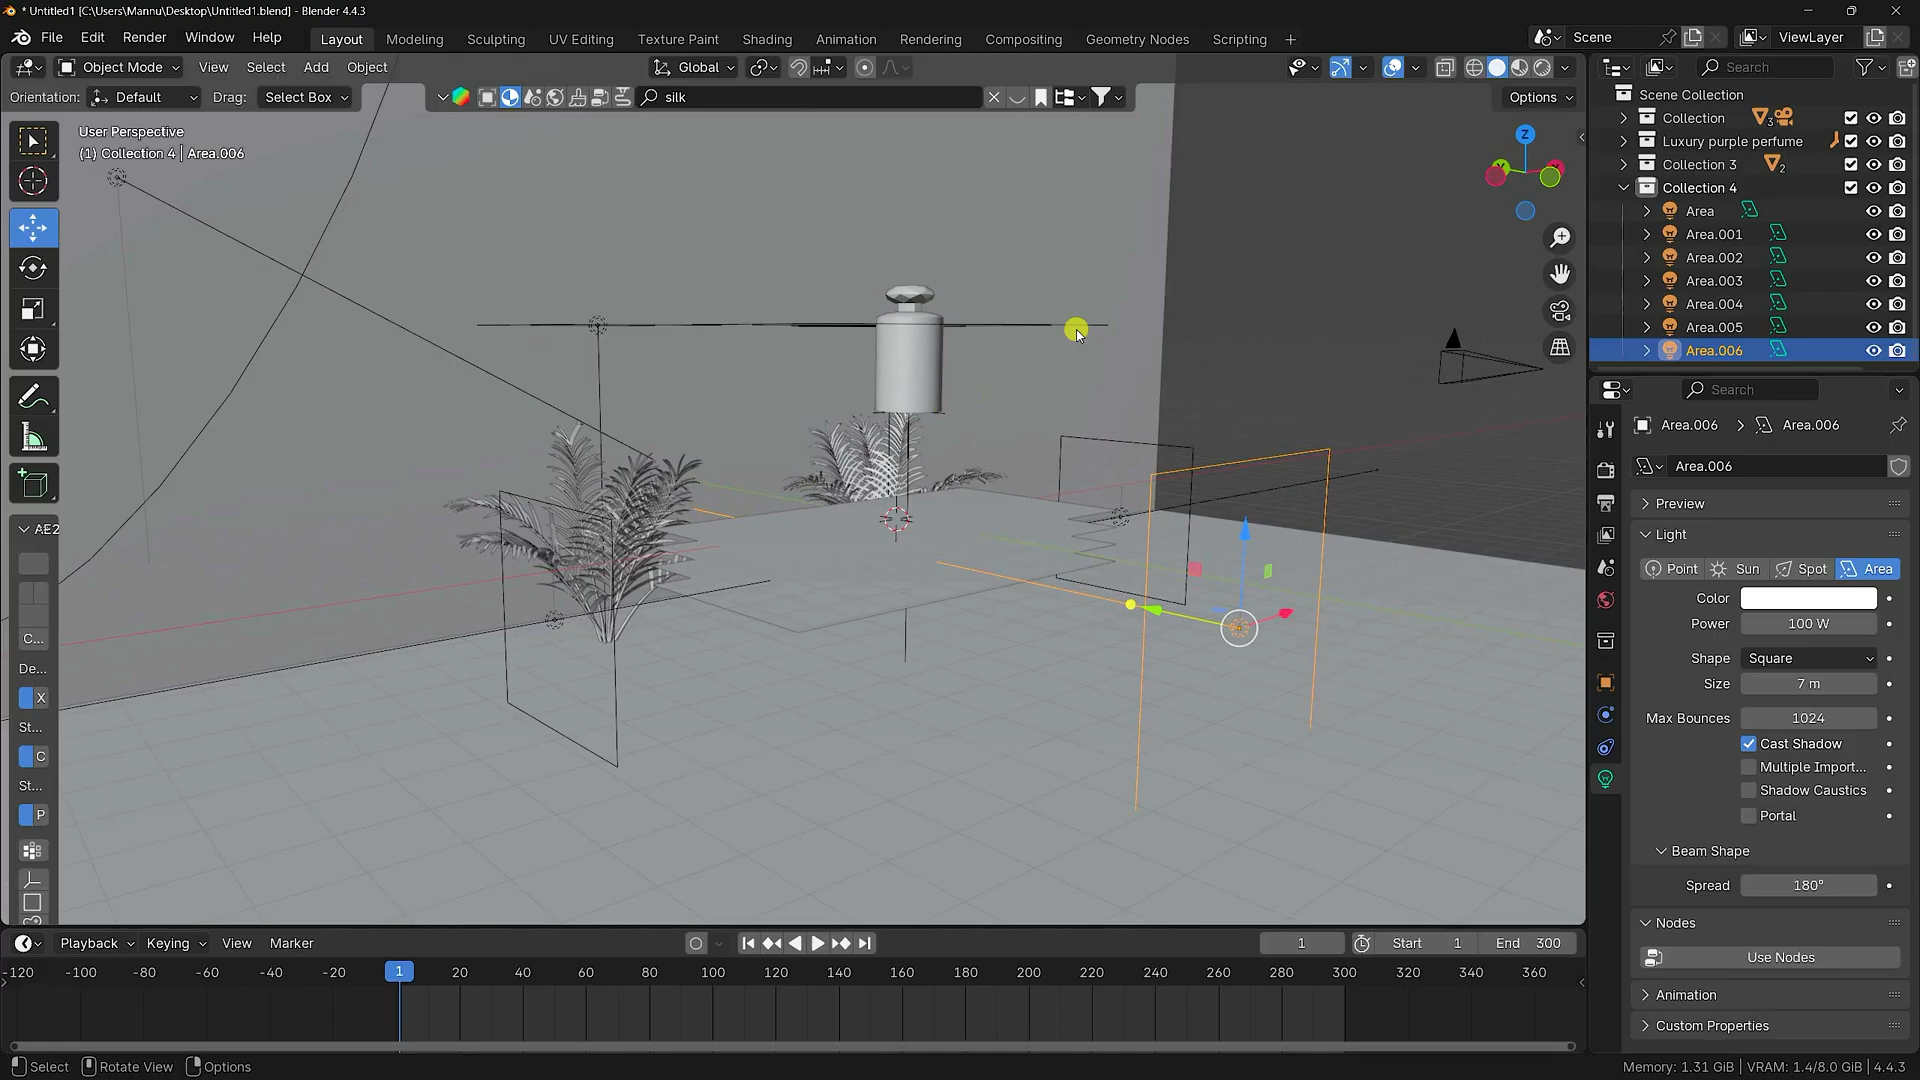 * Untitled1 [C:\Users\Mannu\Desktop\Untitled1.blend] - Blender 4.4.3
File Edit Render Window Help
Layout Modeling Sculpting UV Editing Texture Paint Shading Animation Rendering Compositing Geometry Nodes Scripting +
Scene
ViewLayer
Object Mode View Select Add Object
Global
Search
Orientation: Default Drag: Select Box
silk
Options
User Perspective
(1) Collection 4 | Area.006
Z
Scene Collection
Collection 3
Luxury purple perfume
Collection 3 2
Collection 4
Area
Area.001
Area.002
Area.003
Area.004
Area.005
Area.006
Search
Area.006 > Area.006
Area.006
Preview
Light
Point Sun Spot Area
Color
Power 100 W
Shape Square
Size 7 m
Max Bounces 1024
Cast Shadow
Multiple Import...
Shadow Caustics
Portal
Beam Shape
Spread 180°
Nodes
Use Nodes
Animation
Custom Properties
AE2
C...
De...
X
St...
C
St...
P
Playback Keying View Marker
1
Start 1 End 300
-120 -100 -80 -60 -40 -20 1 20 40 60 80 100 120 140 160 180 200 220 240 260 280 300 320 340 360
Select Rotate View Options
Memory: 1.31 GiB | VRAM: 1.4/8.0 GiB | 4.4.3